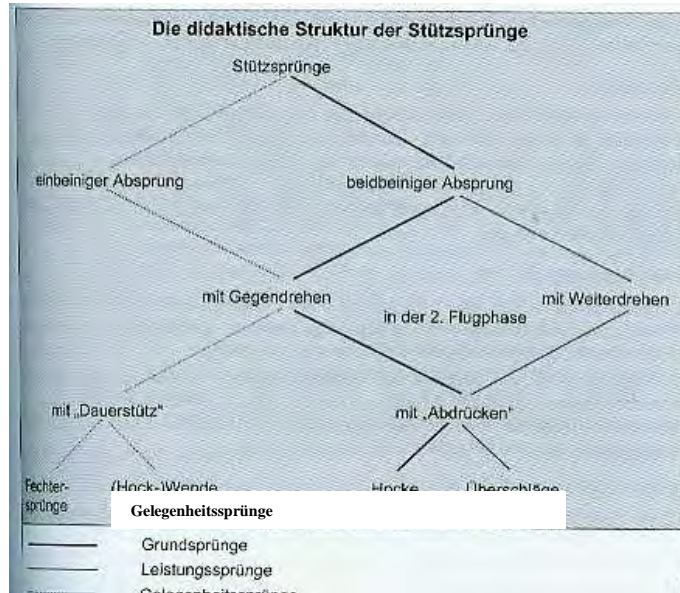 Die didaktische Struktur der Stützsprünge
Stützsprünge
einbeiniger Absprung
beidbeiniger Absprung
mit Gegendrehen
in der 2. Flugphase
mit Weiterdrehen
mit „Dauerstütz“
mit „Abdrücken“
Fechter-
sprünge
(Hock-)Wende
Hocke
Überschläge
Gelegenheitssprünge
Grundsprünge
Leistungssprünge
Gelegenheitssprünge